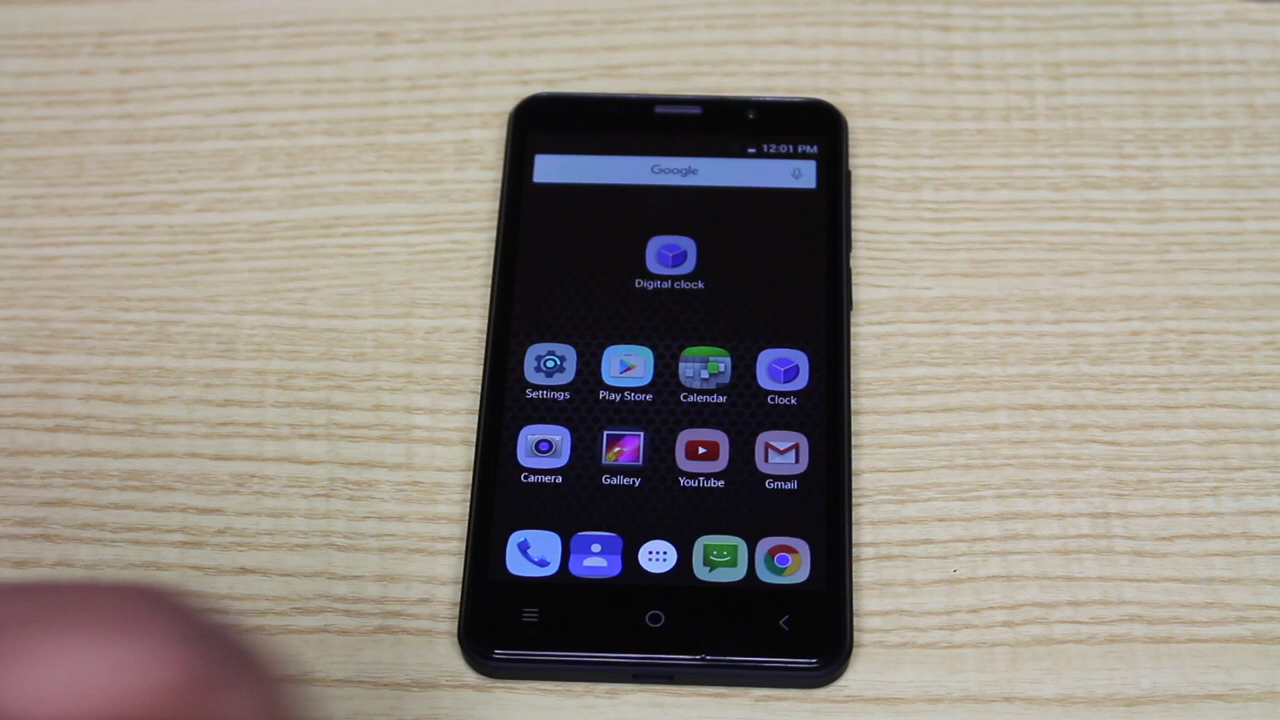 12:01 PM
Google
Digital clock
Settings
Play Store
Calendar
Clock
Camera
Gallery
YouTube
Gmail